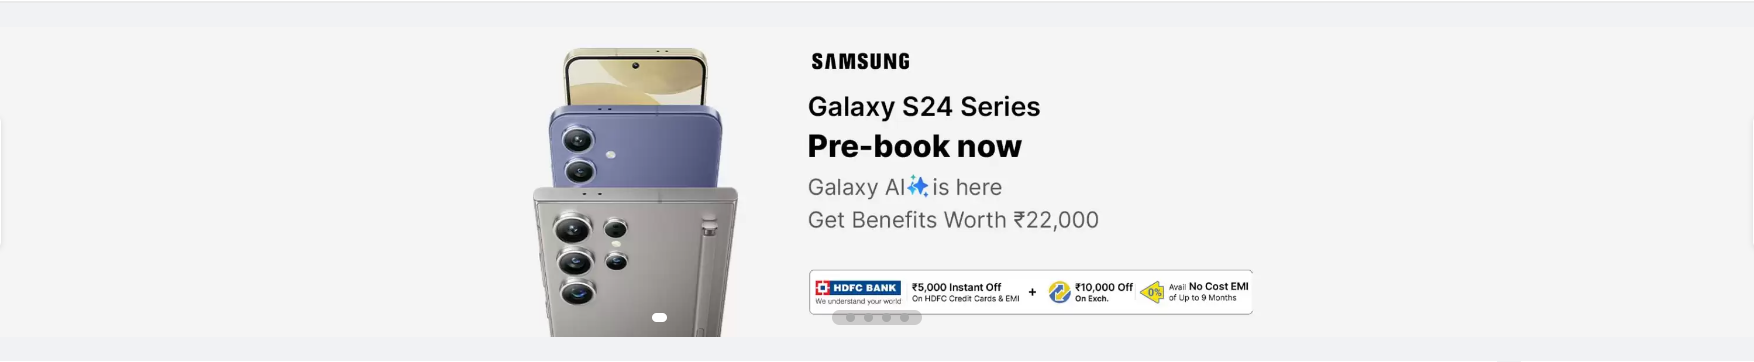 SAMSUNG
Galaxy S24 Series
Pre-book now
Galaxy AI is here
Get Benefits Worth ₹22,000
HDFC BANK
We understand your world
₹5,000 Instant Off
On HDFC Credit Cards & EMI
+
₹10,000 Off
On Exch.
0%
Avail No Cost EMI
of Up to 9 Months